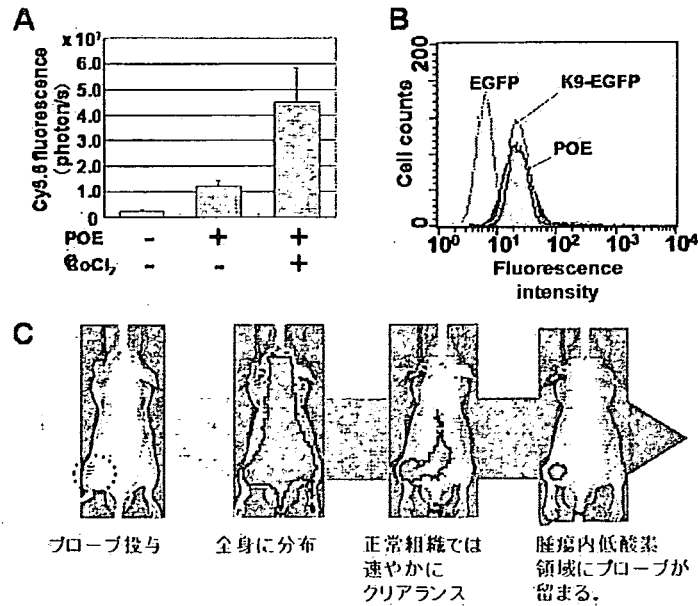 A
x 10⁷
6.0
5.0
4.0
3.0
2.0
1.0
0
Cy5.5 fluorescence
(photon/s)
POE - + +
CoCl₂ - - +
B
200
0
Cell counts
EGFP
K9-EGFP
POE
10⁰ 10¹ 10² 10³ 10⁴
Fluorescence
intensity
C
プローブ投与
全身に分布
正常組織では
速やかに
クリアランス
腫瘍内低酸素
領域にプローブが
留まる。